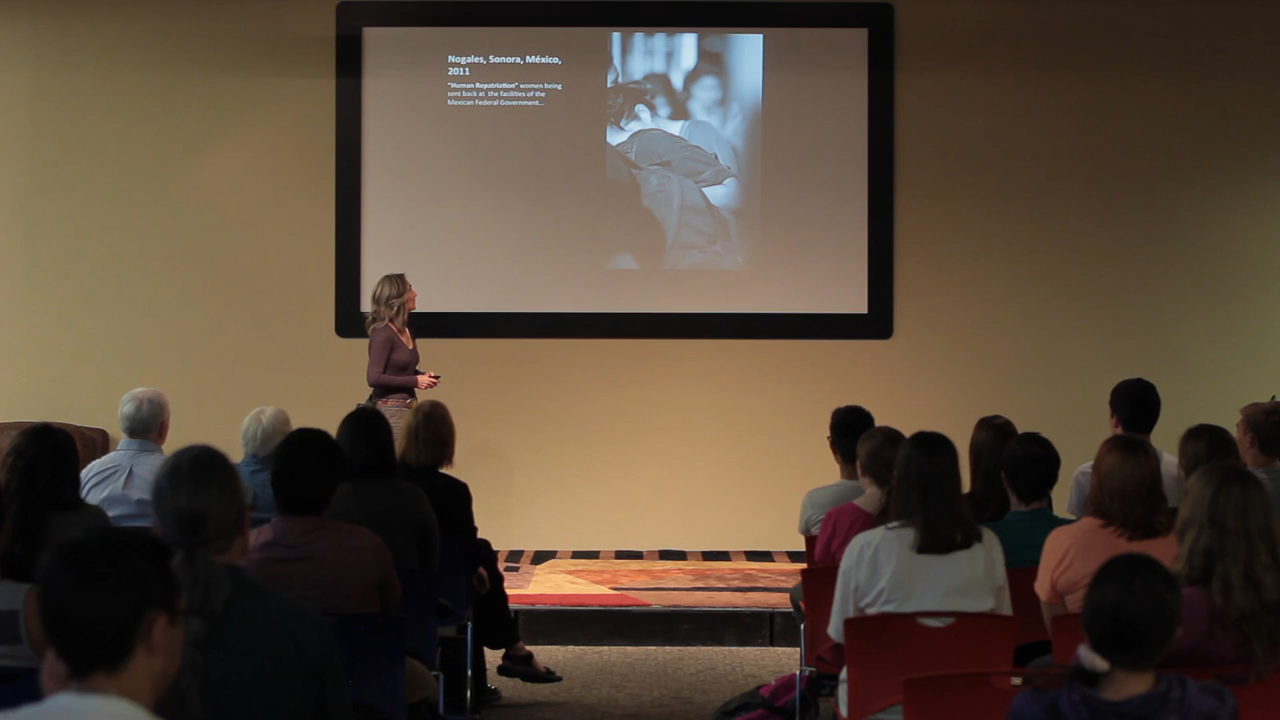 Nogales, Sonora, México,
2011
"Human Repatriation" women being
sent back at the facilities of the
Mexican Federal Government...